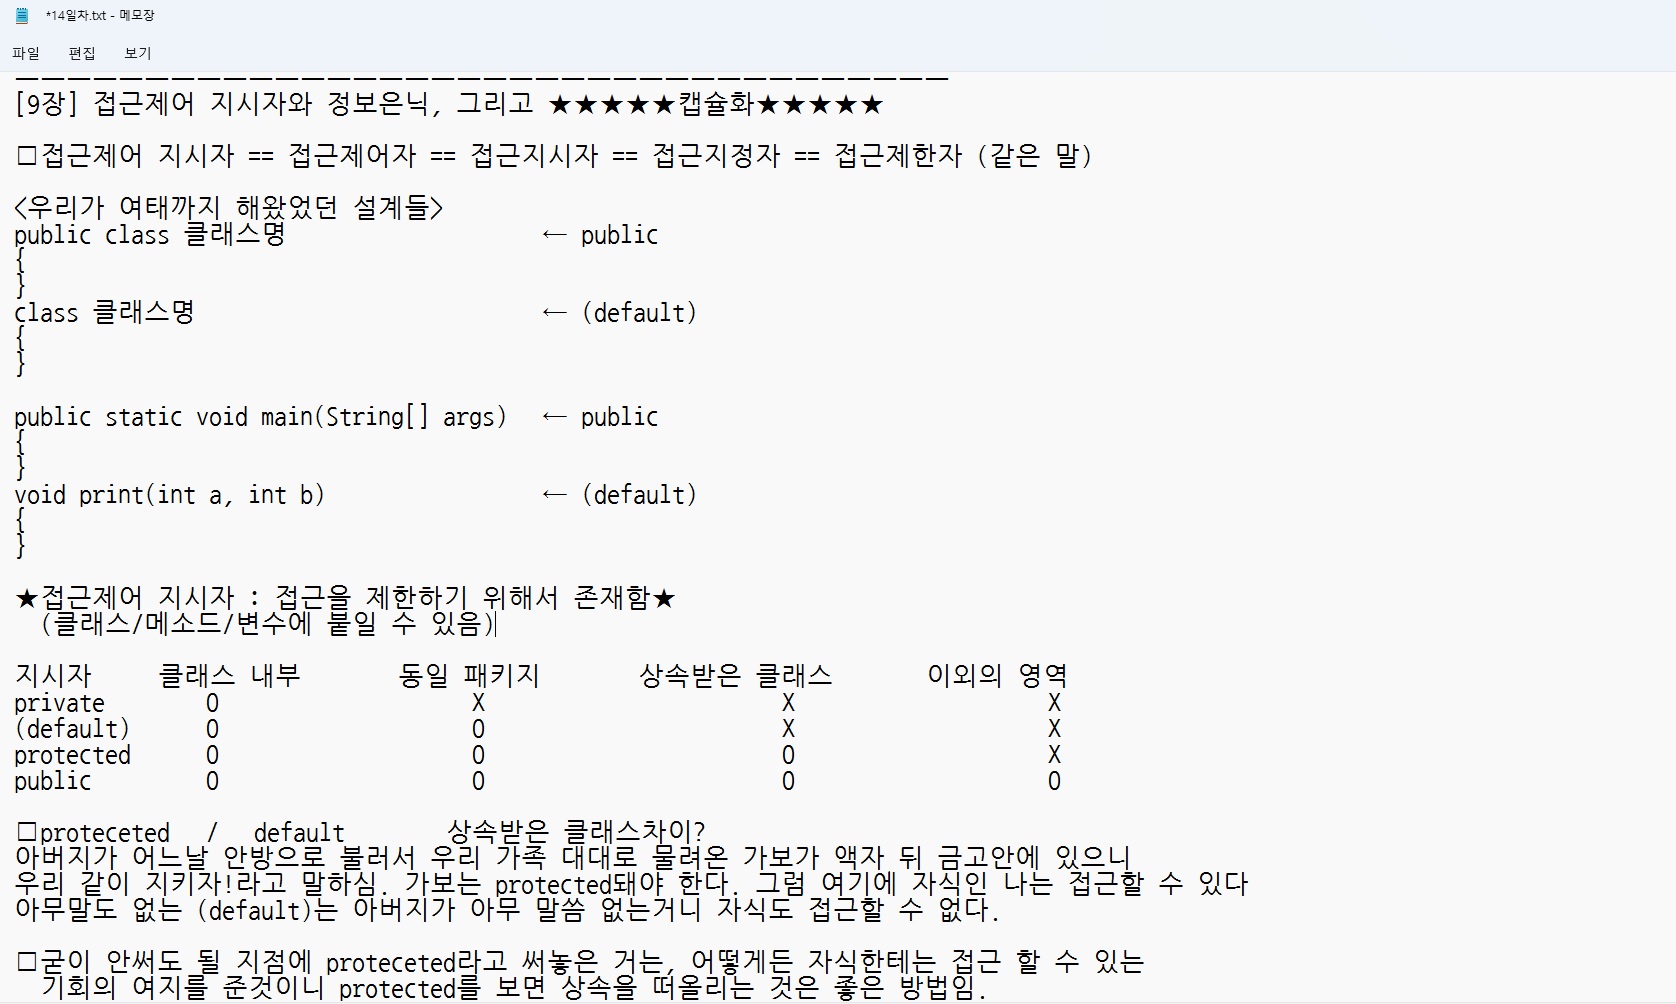 *14일차.txt - 메모장
파일 편집 보기
[9장] 접근제어 지시자와 정보은닉, 그리고 ★★★★★캡슐화★★★★★
□접근제어 지시자 == 접근제어자 == 접근지시자 == 접근지정자 == 접근제한자 (같은 말)
<우리가 여태까지 해왔었던 설계들>
public class 클래스명 ← public
{
}
class 클래스명 ← (default)
{
}
public static void main(String[] args) ← public
{
}
void print(int a, int b) ← (default)
{
}
★접근제어 지시자 : 접근을 제한하기 위해서 존재함★
(클래스/메소드/변수에 붙일 수 있음)
지시자 클래스 내부 동일 패키지 상속받은 클래스 이외의 영역
private O X X X
(default) O O X X
protected O O O X
public O O O O
□proteceted / default 상속받은 클래스차이?
아버지가 어느날 안방으로 불러서 우리 가족 대대로 물려온 가보가 액자 뒤 금고안에 있으니
우리 같이 지키자!라고 말하심. 가보는 protected돼야 한다. 그럼 여기에 자식인 나는 접근할 수 있다
아무말도 없는 (default)는 아버지가 아무 말씀 없는거니 자식도 접근할 수 없다.
□굳이 안써도 될 지점에 proteceted라고 써놓은 거는, 어떻게든 자식한테는 접근 할 수 있는
기회의 여지를 준것이니 protected를 보면 상속을 떠올리는 것은 좋은 방법임.